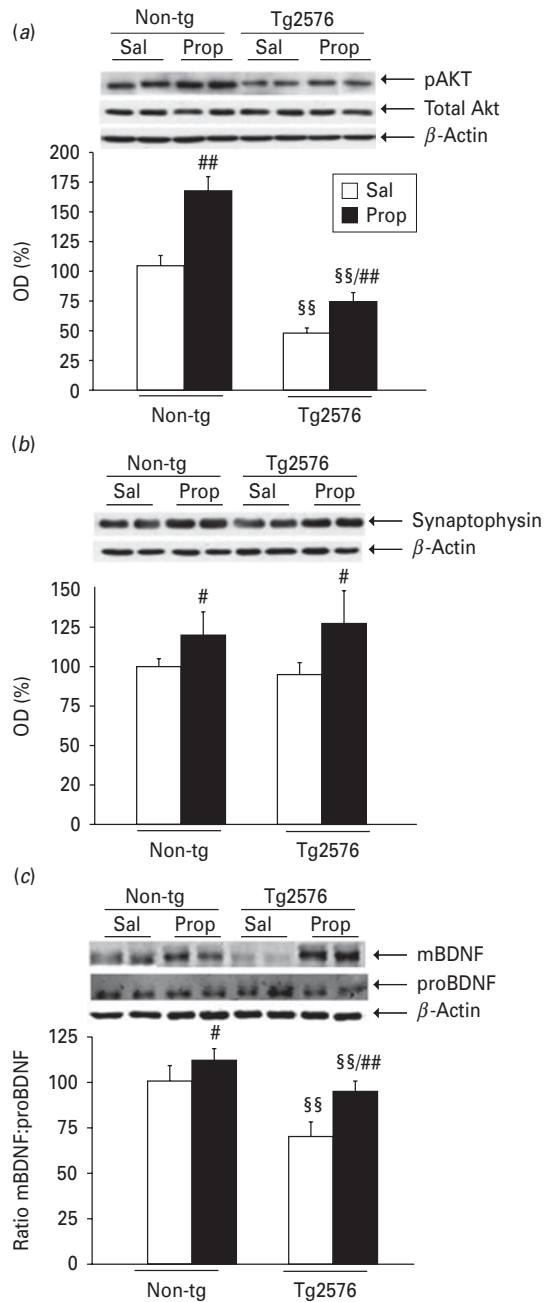 (a)
Non-tg Tg2576
Sal Prop Sal Prop
pAKT
Total Akt
β-Actin
200
175
150
125
100
75
50
25
0
OD (%)
##
§§
§§/##
Sal
Prop
Non-tg Tg2576
(b)
Non-tg Tg2576
Sal Prop Sal Prop
Synaptophysin
β-Actin
150
125
100
75
50
25
0
OD (%)
#
#
Non-tg Tg2576
(c)
Non-tg Tg2576
Sal Prop Sal Prop
mBDNF
proBDNF
β-Actin
125
100
75
50
25
0
Ratio mBDNF:proBDNF
#
§§
§§/##
Non-tg Tg2576